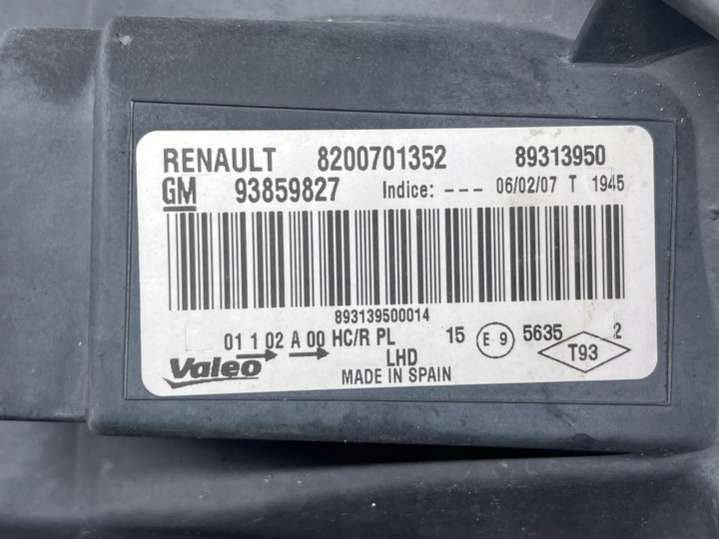 RENAULT 8200701352 89313950
GM 93859827 Indice: --- 06/02/07 T 1945
893139500014
01 1 02 A 00 HC/R PL 15 E 9 5635 2
Valeo LHD T93
MADE IN SPAIN